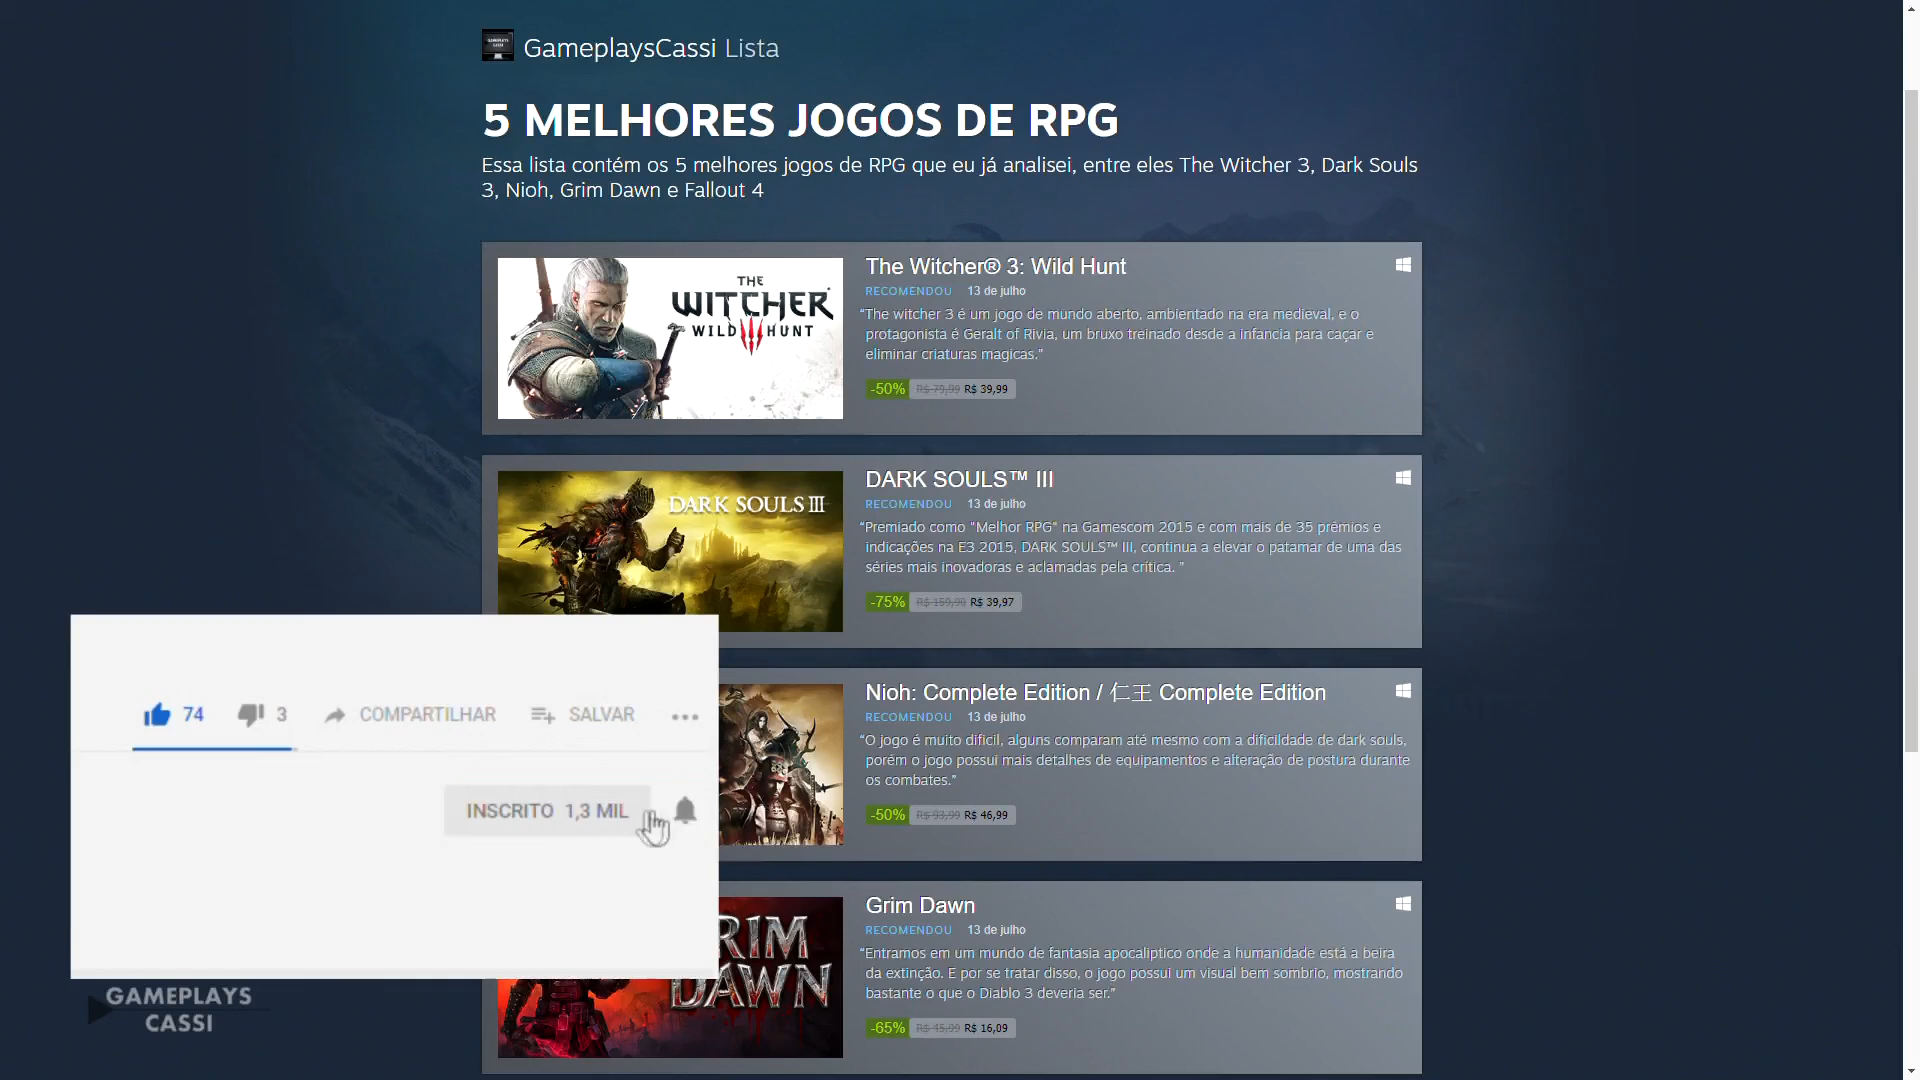 GameplaysCassi Lista
5 MELHORES JOGOS DE RPG
Essa lista contém os 5 melhores jogos de RPG que eu já analisei, entre eles The Witcher 3, Dark Souls
3, Nioh, Grim Dawn e Fallout 4
THE
WITCHER
WILD HUNT
The Witcher® 3: Wild Hunt
RECOMENDOU 13 de julho
“The witcher 3 é um jogo de mundo aberto, ambientado na era medieval, e o
protagonista é Geralt of Rivia, um bruxo treinado desde a infancia para caçar e
eliminar criaturas magicas.”
-50% R$ 79,99 R$ 39,99
DARK SOULS III
DARK SOULS™ III
RECOMENDOU 13 de julho
“Premiado como "Melhor RPG" na Gamescom 2015 e com mais de 35 prêmios e
indicações na E3 2015, DARK SOULS™ III, continua a elevar o patamar de uma das
séries mais inovadoras e aclamadas pela crítica. ”
-75% R$ 159,90 R$ 39,97
Nioh: Complete Edition / 仁王 Complete Edition
RECOMENDOU 13 de julho
“O jogo é muito dificil, alguns comparam até mesmo com a dificildade de dark souls,
porém o jogo possui mais detalhes de equipamentos e alteração de postura durante
os combates.”
-50% R$ 93,99 R$ 46,99
74 3 COMPARTILHAR SALVAR
INSCRITO 1,3 MIL
RIM
DAWN
Grim Dawn
RECOMENDOU 13 de julho
“Entramos em um mundo de fantasia apocaliptico onde a humanidade está a beira
da extinção. E por se tratar disso, o jogo possui um visual bem sombrio, mostrando
bastante o que o Diablo 3 deveria ser.”
-65% R$ 45,99 R$ 16,09
GAMEPLAYS
CASSI